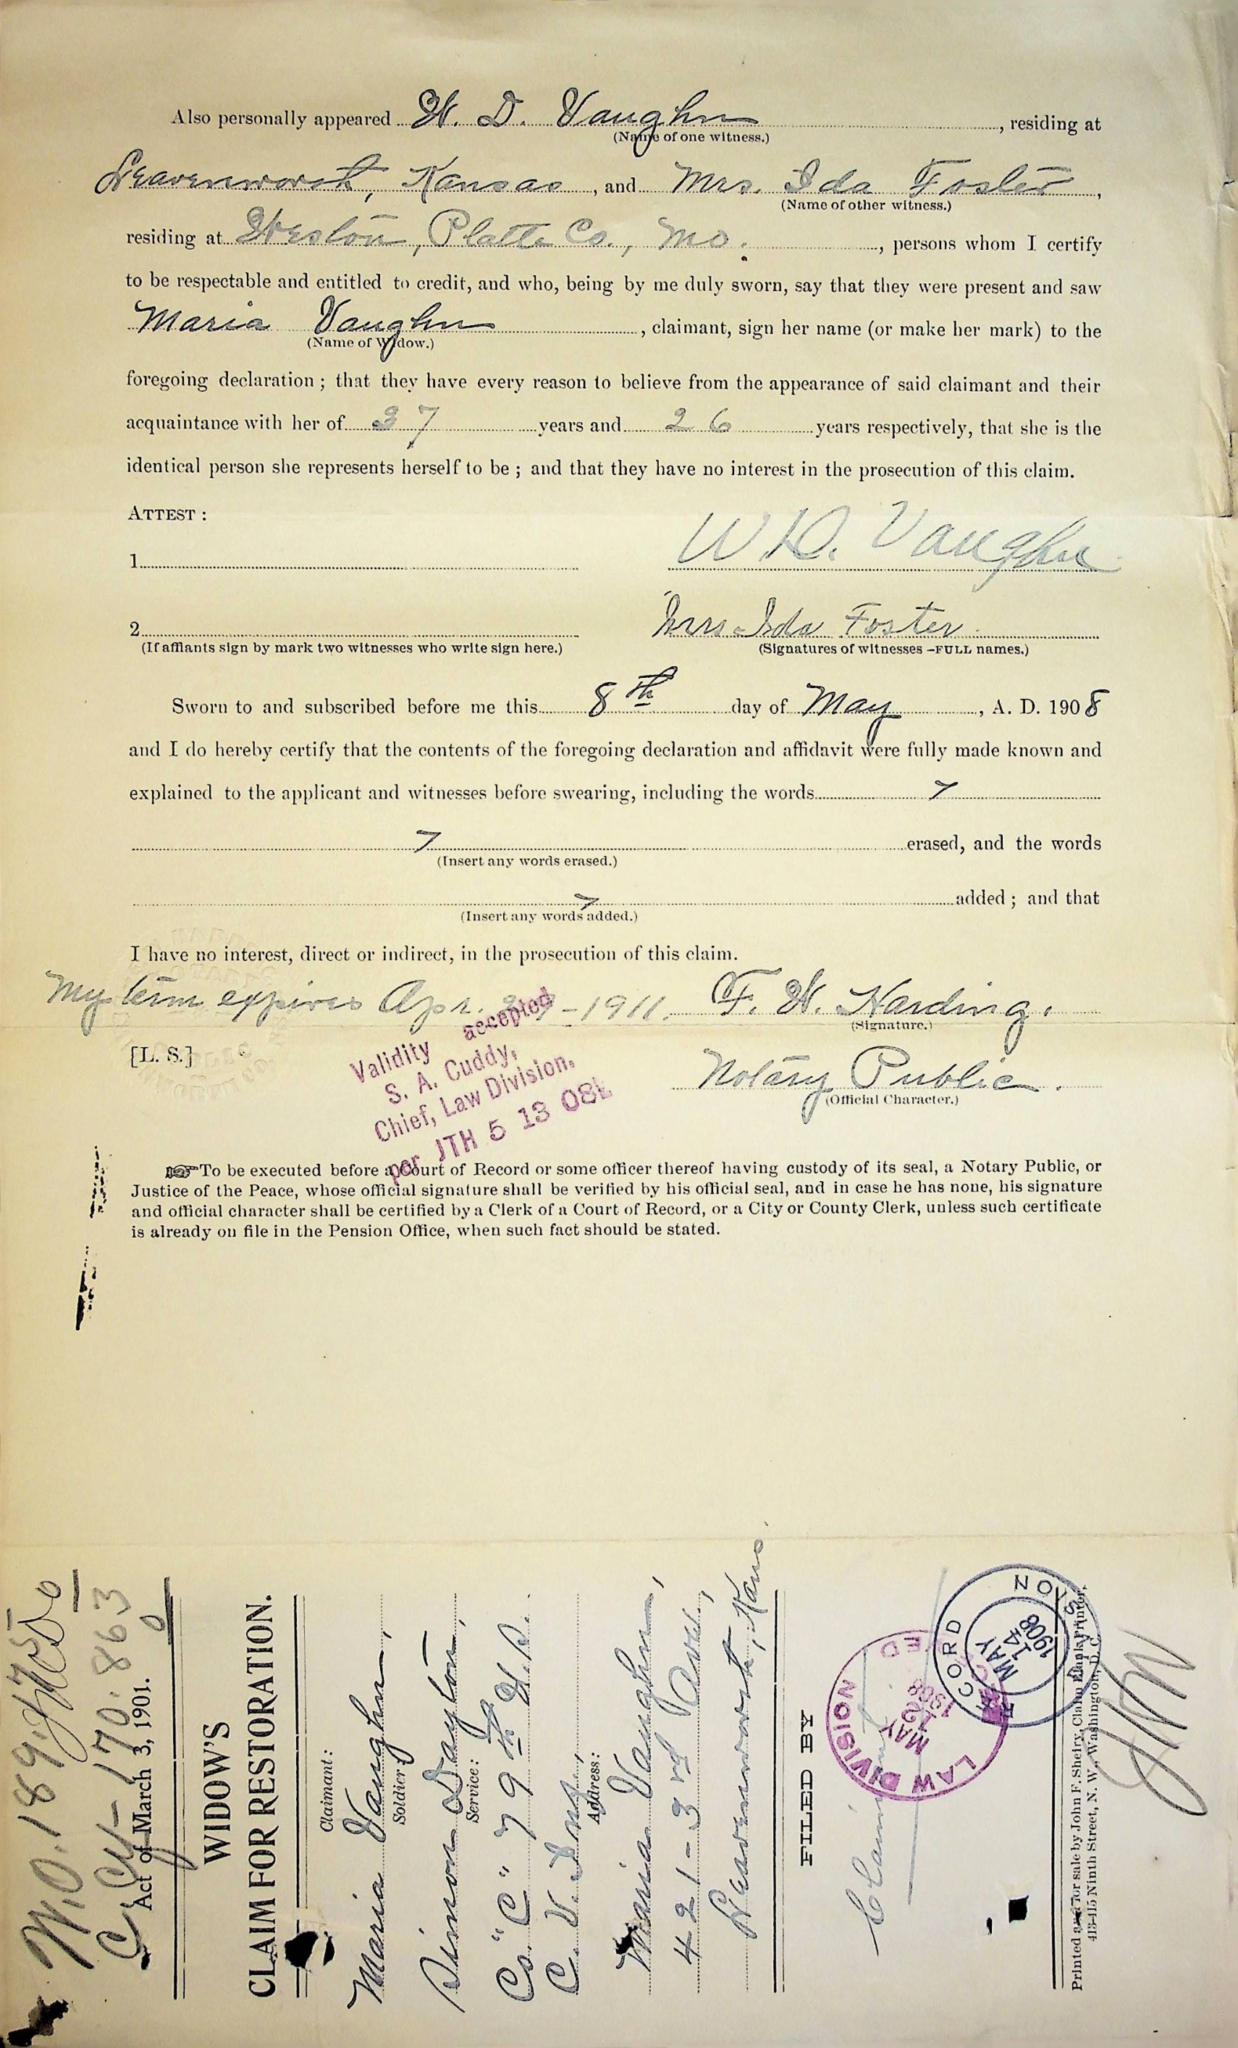 Also personally appeared W. D. Vaughn, residing at
(Name of one witness.)
Leavenworth, Kansas, and Mrs. Ida Foster,
(Name of other witness.)
residing at Weston, Platte Co., Mo., persons whom I certify
to be respectable and entitled to credit, and who, being by me duly sworn, say that they were present and saw
Maria Vaughn, claimant, sign her name (or make her mark) to the
(Name of Widow.)
foregoing declaration; that they have every reason to believe from the appearance of said claimant and their
acquaintance with her of 37 years and 26 years respectively, that she is the
identical person she represents herself to be; and that they have no interest in the prosecution of this claim.
ATTEST:
1 W D. Vaughn
2 Mrs Ida Foster
(If affiants sign by mark two witnesses who write sign here.) (Signatures of witnesses—FULL names.)
Sworn to and subscribed before me this 8th day of May, A. D. 1908
and I do hereby certify that the contents of the foregoing declaration and affidavit were fully made known and
explained to the applicant and witnesses before swearing, including the words
erased, and the words
(Insert any words erased.)
added; and that
(Insert any words added.)
I have no interest, direct or indirect, in the prosecution of this claim.
My term expires Apr. 1911. F. W. Harding.
(Signature.)
[L. S.] Notary Public.
(Official Character.)
Validity accepted
S. A. Cuddy,
Chief, Law Division,
per JTH 5 13 08
To be executed before a Court of Record or some officer thereof having custody of its seal, a Notary Public, or
Justice of the Peace, whose official signature shall be verified by his official seal, and in case he has none, his signature
and official character shall be certified by a Clerk of a Court of Record, or a City or County Clerk, unless such certificate
is already on file in the Pension Office, when such fact should be stated.
W.O. 189
170.863
Act of March 3, 1901.
WIDOW'S
CLAIM FOR RESTORATION.
Claimant:
Maria Vaughn,
Soldier:
Simon Dayton,
Service:
Co. "C" 79th U.S.
C. V. Inf.,
Address:
Maria Vaughn,
421-3rd Ave.,
Leavenworth, Kans.
FILED BY
Claimant
LAW DIVISION
MAY 12 1908
RECORD
MAY 14 1908
Printed and for sale by John F. Sheiry, Claim Blank Printer,
413-415 Ninth Street, N. W., Washington, D. C.